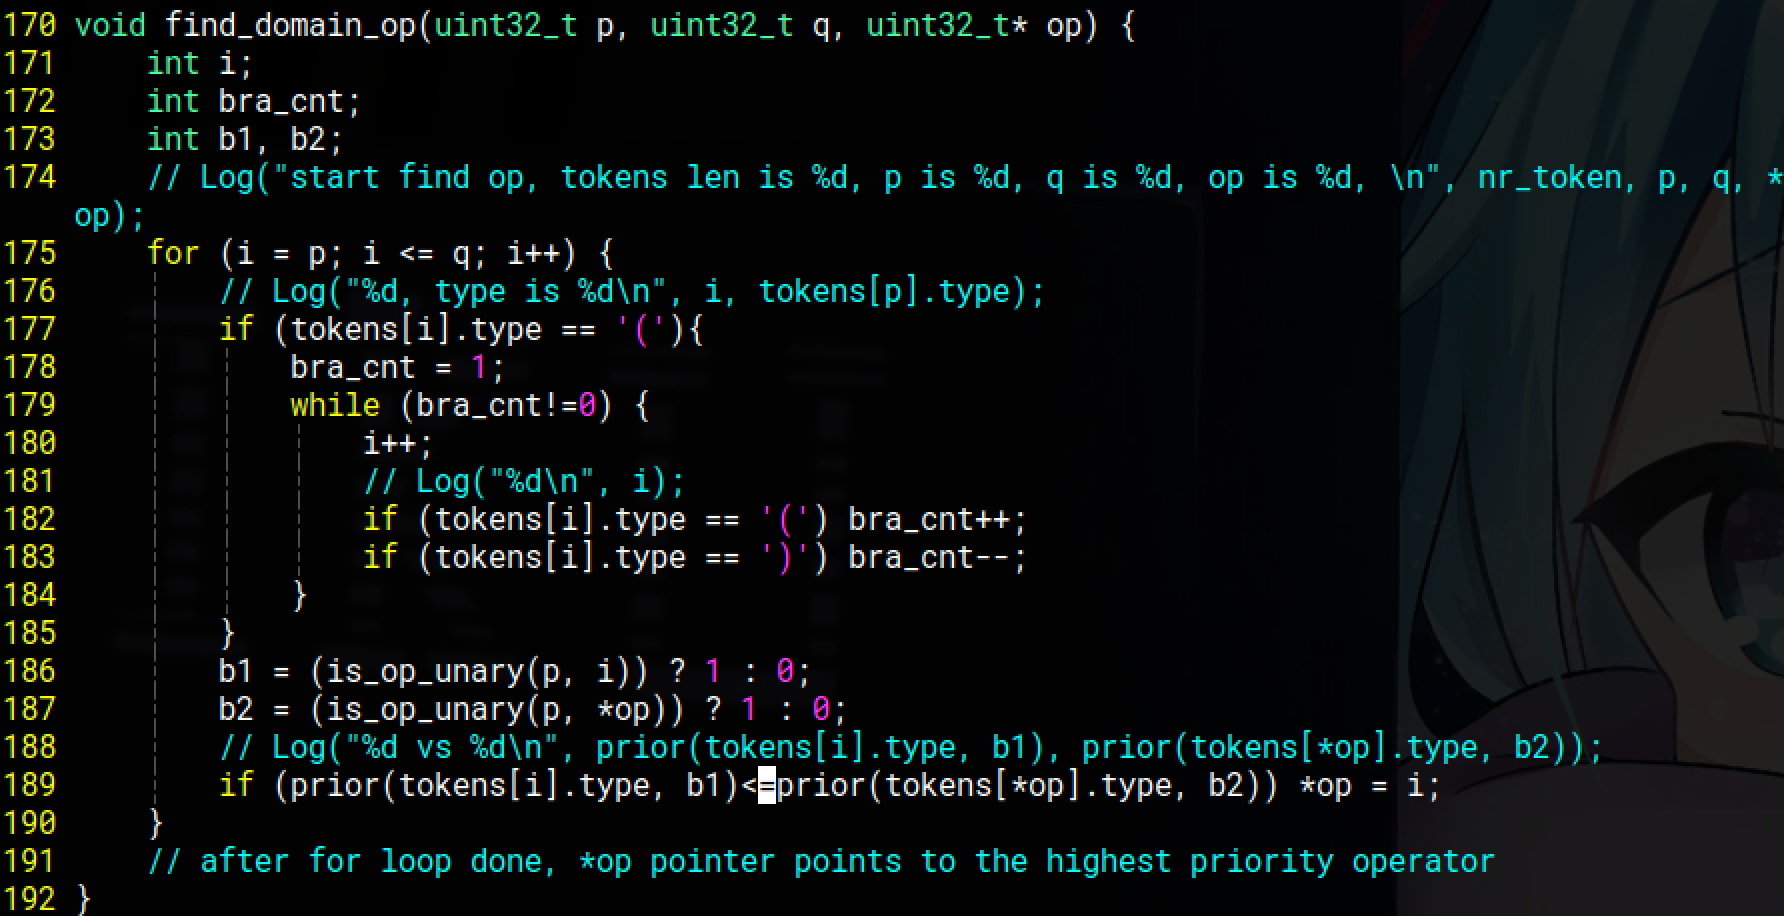 170 void find_domain_op(uint32_t p, uint32_t q, uint32_t* op) {
171     int i;
172     int bra_cnt;
173     int b1, b2;
174     // Log("start find op, tokens len is %d, p is %d, q is %d, op is %d, \n", nr_token, p, q, *
op);
175     for (i = p; i <= q; i++) {
176         // Log("%d, type is %d\n", i, tokens[p].type);
177         if (tokens[i].type == '('){
178             bra_cnt = 1;
179             while (bra_cnt!=0) {
180                 i++;
181                 // Log("%d\n", i);
182                 if (tokens[i].type == '(') bra_cnt++;
183                 if (tokens[i].type == ')') bra_cnt--;
184             }
185         }
186         b1 = (is_op_unary(p, i)) ? 1 : 0;
187         b2 = (is_op_unary(p, *op)) ? 1 : 0;
188         // Log("%d vs %d\n", prior(tokens[i].type, b1), prior(tokens[*op].type, b2));
189         if (prior(tokens[i].type, b1)<=prior(tokens[*op].type, b2)) *op = i;
190     }
191     // after for loop done, *op pointer points to the highest priority operator
192 }